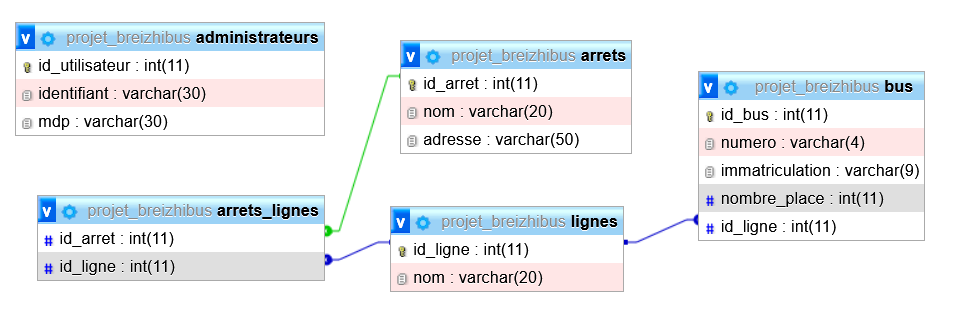 v projet_breizhibus administrateurs
id_utilisateur : int(11)
identifiant : varchar(30)
mdp : varchar(30)
v projet_breizhibus arrets
id_arret : int(11)
nom : varchar(20)
adresse : varchar(50)
v projet_breizhibus bus
id_bus : int(11)
numero : varchar(4)
immatriculation : varchar(9)
# nombre_place : int(11)
# id_ligne : int(11)
v projet_breizhibus arrets_lignes
# id_arret : int(11)
# id_ligne : int(11)
v projet_breizhibus lignes
id_ligne : int(11)
nom : varchar(20)